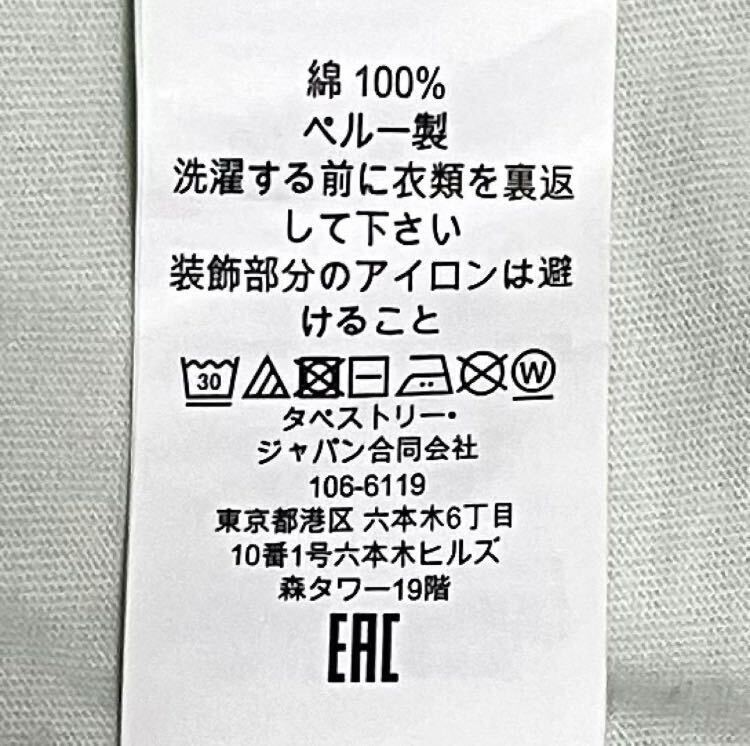 綿 100%
ペルー製
洗濯する前に衣類を裏返
して下さい
装飾部分のアイロンは避
けること
30 W
タペストリー・
ジャパン合同会社
106-6119
東京都港区 六本木6丁目
10番1号六本木ヒルズ
森タワー19階
EAC